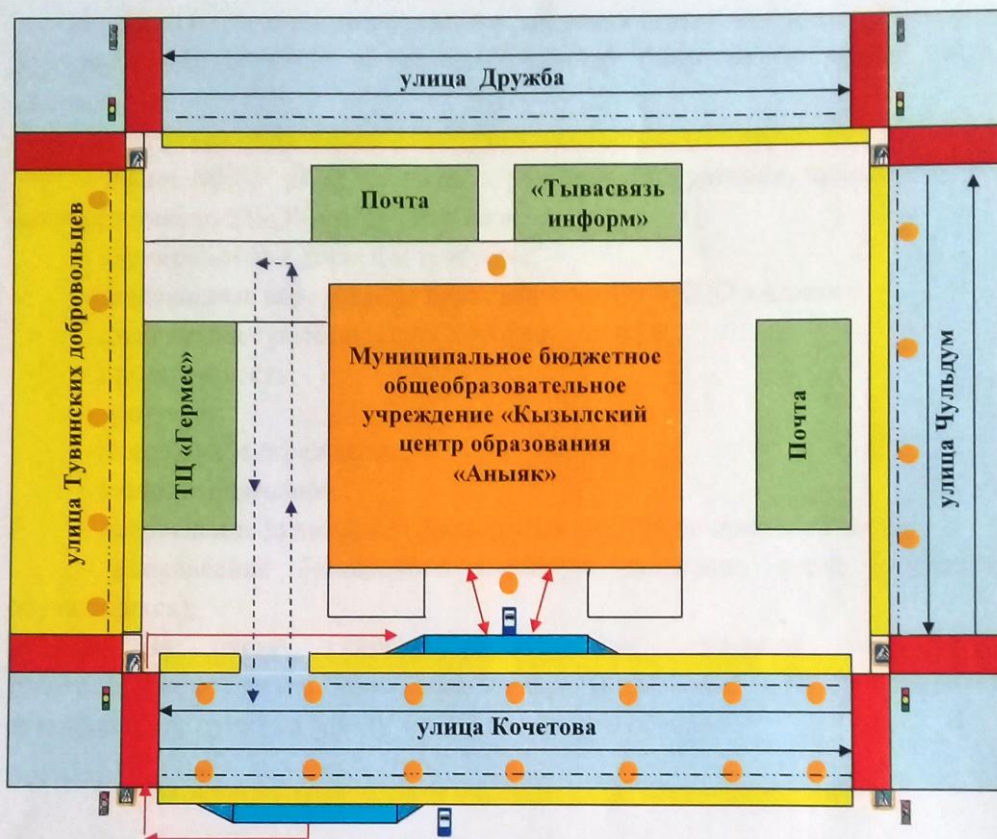 улица Дружба
Почта
«Тывасвязь
информ»
улица Тувинских добровольцев
ТЦ «Гермес»
Муниципальное бюджетное
общеобразовательное
учреждение «Кызылский
центр образования
«Аныяк»
Почта
улица Чульдум
улица Кочетова